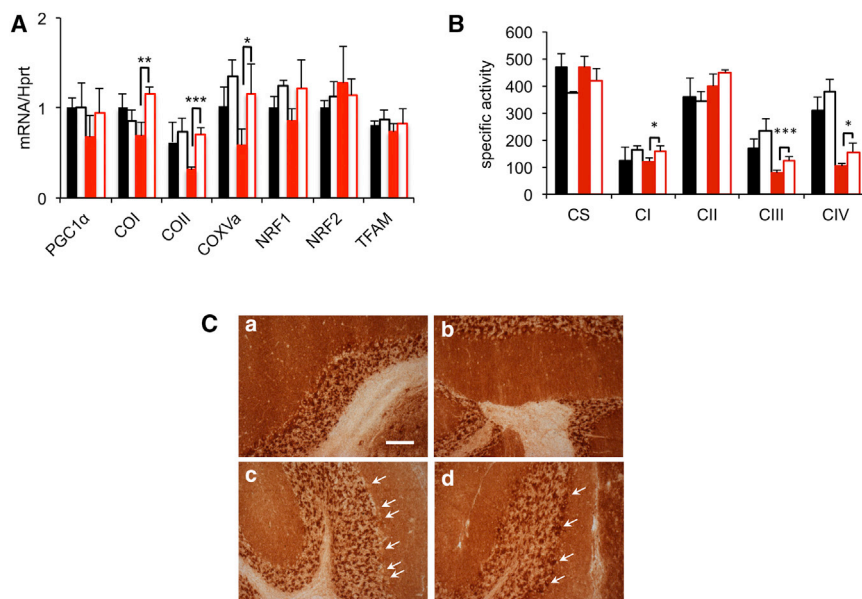 A
mRNA/Hprt
2
1
0
** *** *
PGC1α COI COII COXVa NRF1 NRF2 TFAM
B
specific activity
600
500
400
300
200
100
0
* *** *
CS CI CII CIII CIV
C
a b
c d